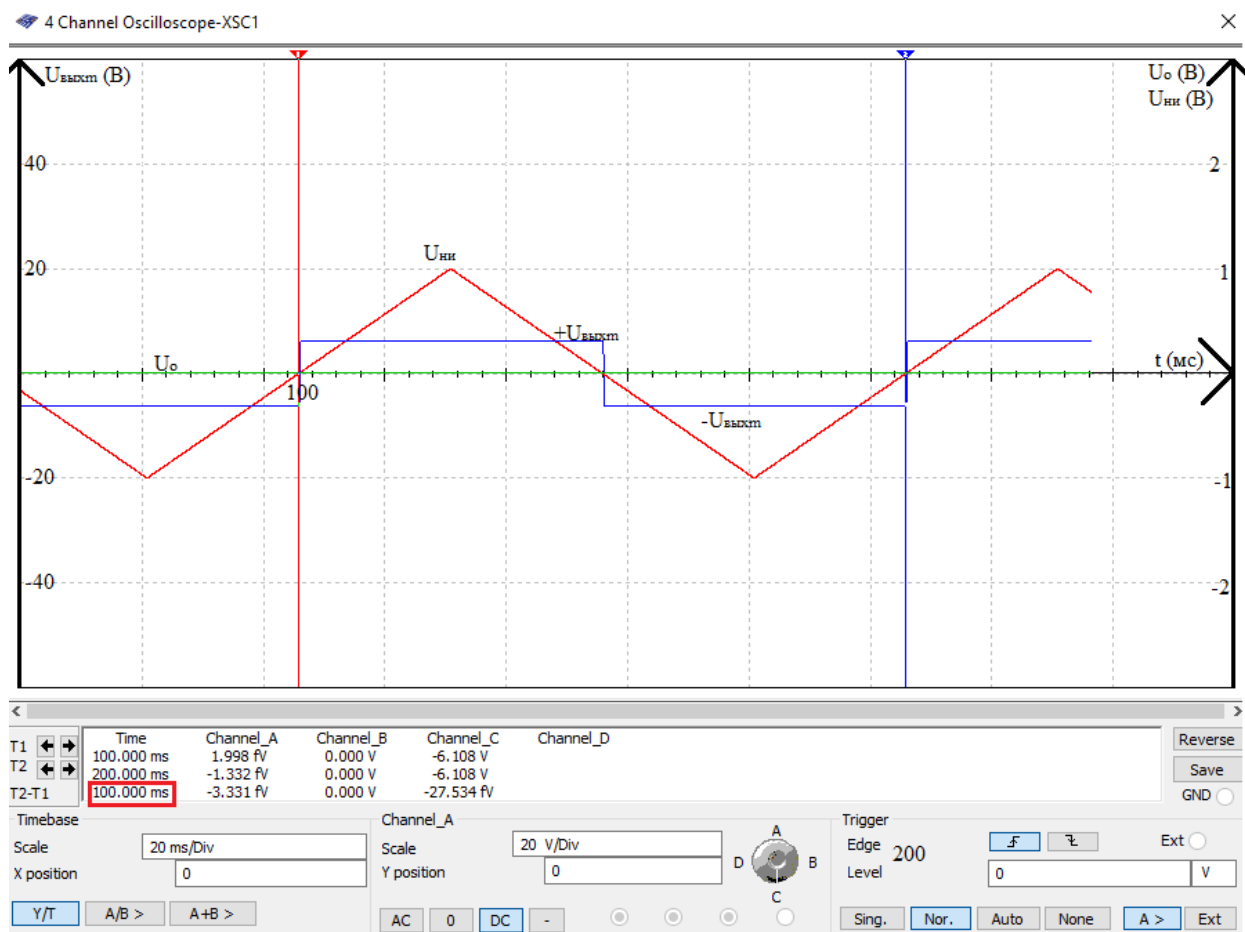 4 Channel Oscilloscope-XSC1
Uвыхm (В)
Uо (В)
Uни (В)
40
2
Uни
20
1
+Uвыхm
Uо
t (мс)
100
-Uвыхm
-20
-1
-40
-2
Time Channel_A Channel_B Channel_C Channel_D
T1 100.000 ms 1.998 fV 0.000 V -6.108 V
T2 200.000 ms -1.332 fV 0.000 V -6.108 V
T2-T1 100.000 ms -3.331 fV 0.000 V -27.534 fV
Reverse
Save
GND
Timebase
Scale 20 ms/Div
X position 0
Y/T A/B > A+B >
Channel_A
Scale 20 V/Div
Y position 0
AC 0 DC -
A
D B
C
Trigger
Edge 200 Ext
Level 0 V
Sing. Nor. Auto None A > Ext